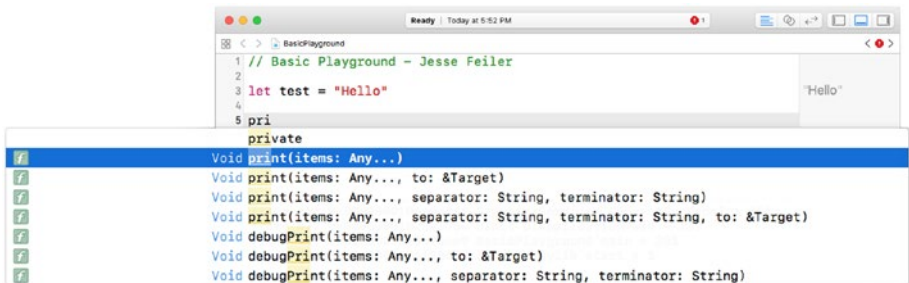 Ready | Today at 5:52 PM
1
BasicPlayground
1 // Basic Playground – Jesse Feiler
2
3 let test = "Hello"
"Hello"
4
5 pri
private
f Void print(items: Any...)
f Void print(items: Any..., to: &Target)
f Void print(items: Any..., separator: String, terminator: String)
f Void print(items: Any..., separator: String, terminator: String, to: &Target)
f Void debugPrint(items: Any...)
f Void debugPrint(items: Any..., to: &Target)
f Void debugPrint(items: Any..., separator: String, terminator: String)